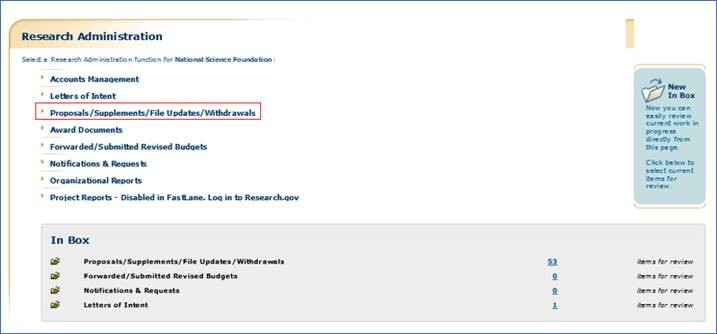 Research Administration
Select a Research Administration function for National Science Foundation :
Accounts Management
Letters of Intent
Proposals/Supplements/File Updates/Withdrawals
Award Documents
Forwarded/Submitted Revised Budgets
Notifications & Requests
Organizational Reports
Project Reports - Disabled in FastLane. Log in to Research.gov
New
In Box
Now you can
easily review
current work in
progress
directly from
this page.
Click below to
select current
items for
review.
In Box
Proposals/Supplements/File Updates/Withdrawals 53 items for review
Forwarded/Submitted Revised Budgets 0 items for review
Notifications & Requests 0 items for review
Letters of Intent 1 items for review